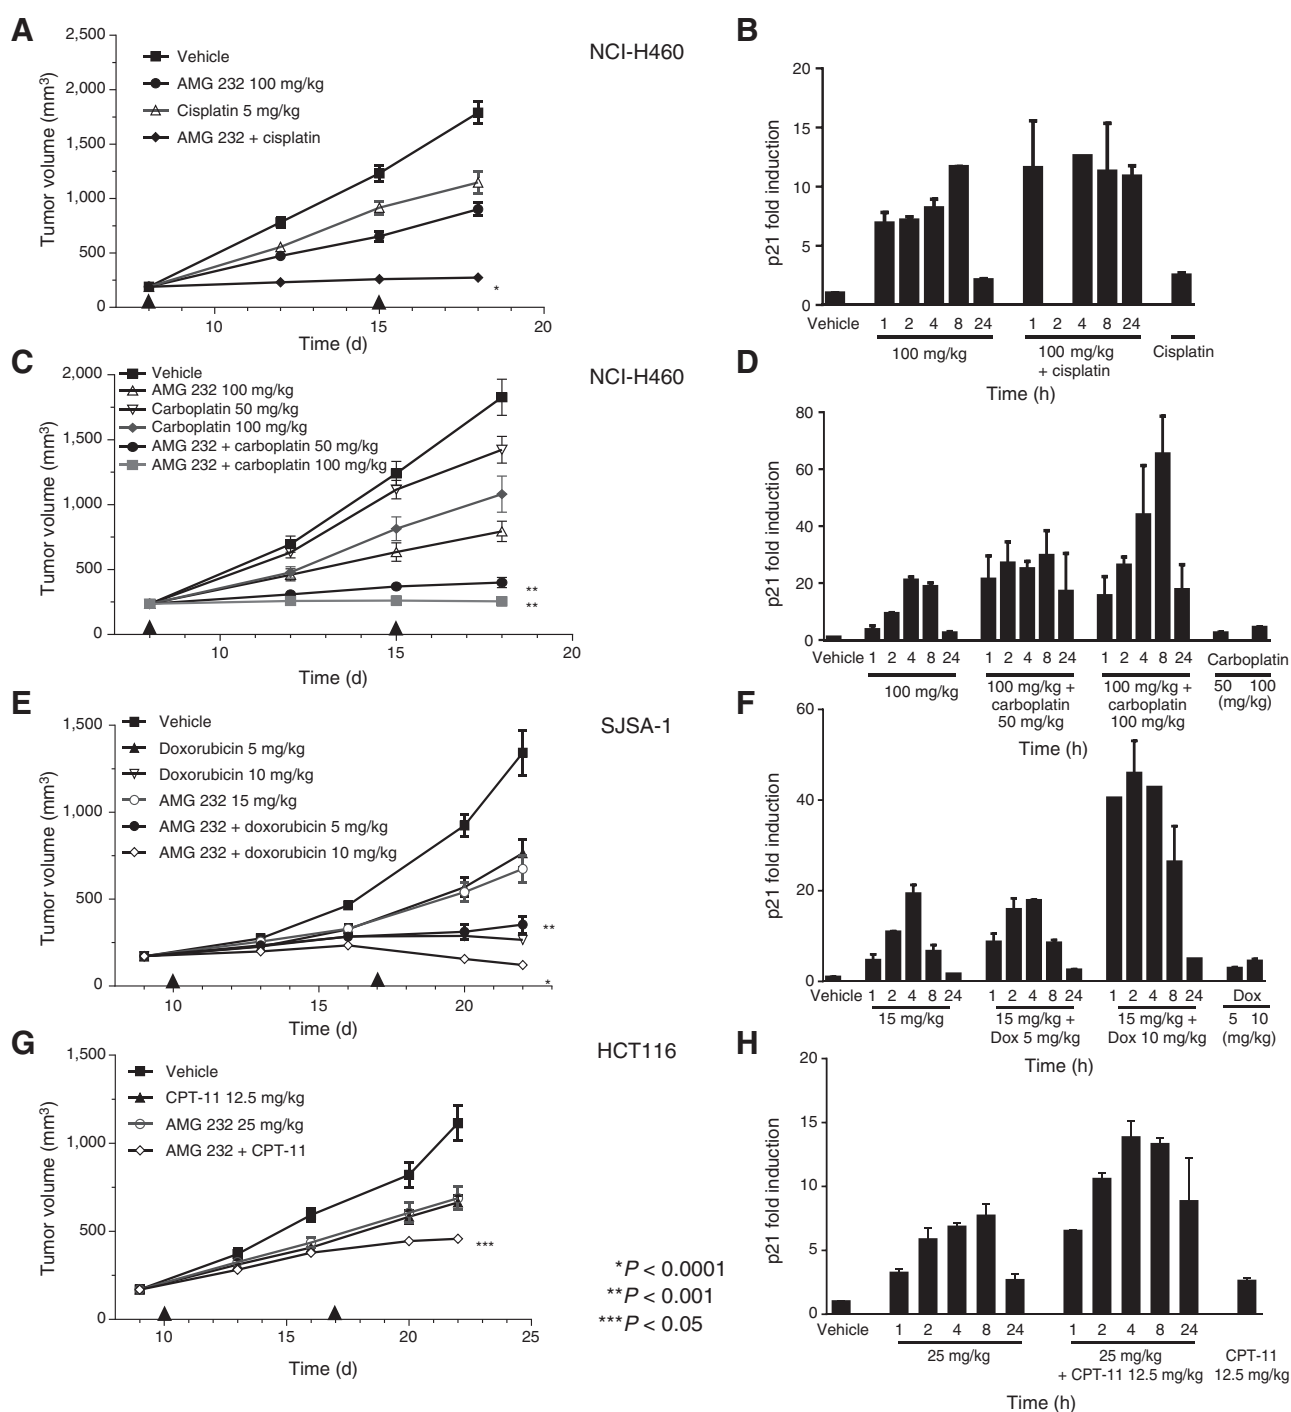 A
NCI-H460
Tumor volume (mm3)
2,500
2,000
1,500
1,000
500
0
Vehicle
AMG 232 100 mg/kg
Cisplatin 5 mg/kg
AMG 232 + cisplatin
*
10 15 20
Time (d)
B
p21 fold induction
20
15
10
5
0
Vehicle 1 2 4 8 24 1 2 4 8 24
100 mg/kg
100 mg/kg
+ cisplatin
Cisplatin
Time (h)
C
NCI-H460
Tumor volume (mm3)
2,000
1,500
1,000
500
0
Vehicle
AMG 232 100 mg/kg
Carboplatin 50 mg/kg
Carboplatin 100 mg/kg
AMG 232 + carboplatin 50 mg/kg
AMG 232 + carboplatin 100 mg/kg
**
**
10 15 20
Time (d)
D
p21 fold induction
80
60
40
20
0
Vehicle 1 2 4 8 24 1 2 4 8 24 1 2 4 8 24 Carboplatin
100 mg/kg
100 mg/kg +
carboplatin
50 mg/kg
100 mg/kg +
carboplatin
100 mg/kg
50 100
(mg/kg)
Time (h)
E
SJSA-1
Tumor volume (mm3)
1,500
1,000
500
0
Vehicle
Doxorubicin 5 mg/kg
Doxorubicin 10 mg/kg
AMG 232 15 mg/kg
AMG 232 + doxorubicin 5 mg/kg
AMG 232 + doxorubicin 10 mg/kg
**
*
10 15 20
Time (d)
F
p21 fold induction
60
40
20
0
Vehicle 1 2 4 8 24 1 2 4 8 24 1 2 4 8 24 Dox
15 mg/kg
15 mg/kg +
Dox 5 mg/kg
15 mg/kg +
Dox 10 mg/kg
5 10
(mg/kg)
Time (h)
G
HCT116
Tumor volume (mm3)
1,500
1,000
500
0
Vehicle
CPT-11 12.5 mg/kg
AMG 232 25 mg/kg
AMG 232 + CPT-11
***
10 15 20 25
Time (d)
*P < 0.0001
**P < 0.001
***P < 0.05
H
p21 fold induction
20
15
10
5
0
Vehicle 1 2 4 8 24 1 2 4 8 24
25 mg/kg
25 mg/kg
+ CPT-11 12.5 mg/kg
CPT-11
12.5 mg/kg
Time (h)